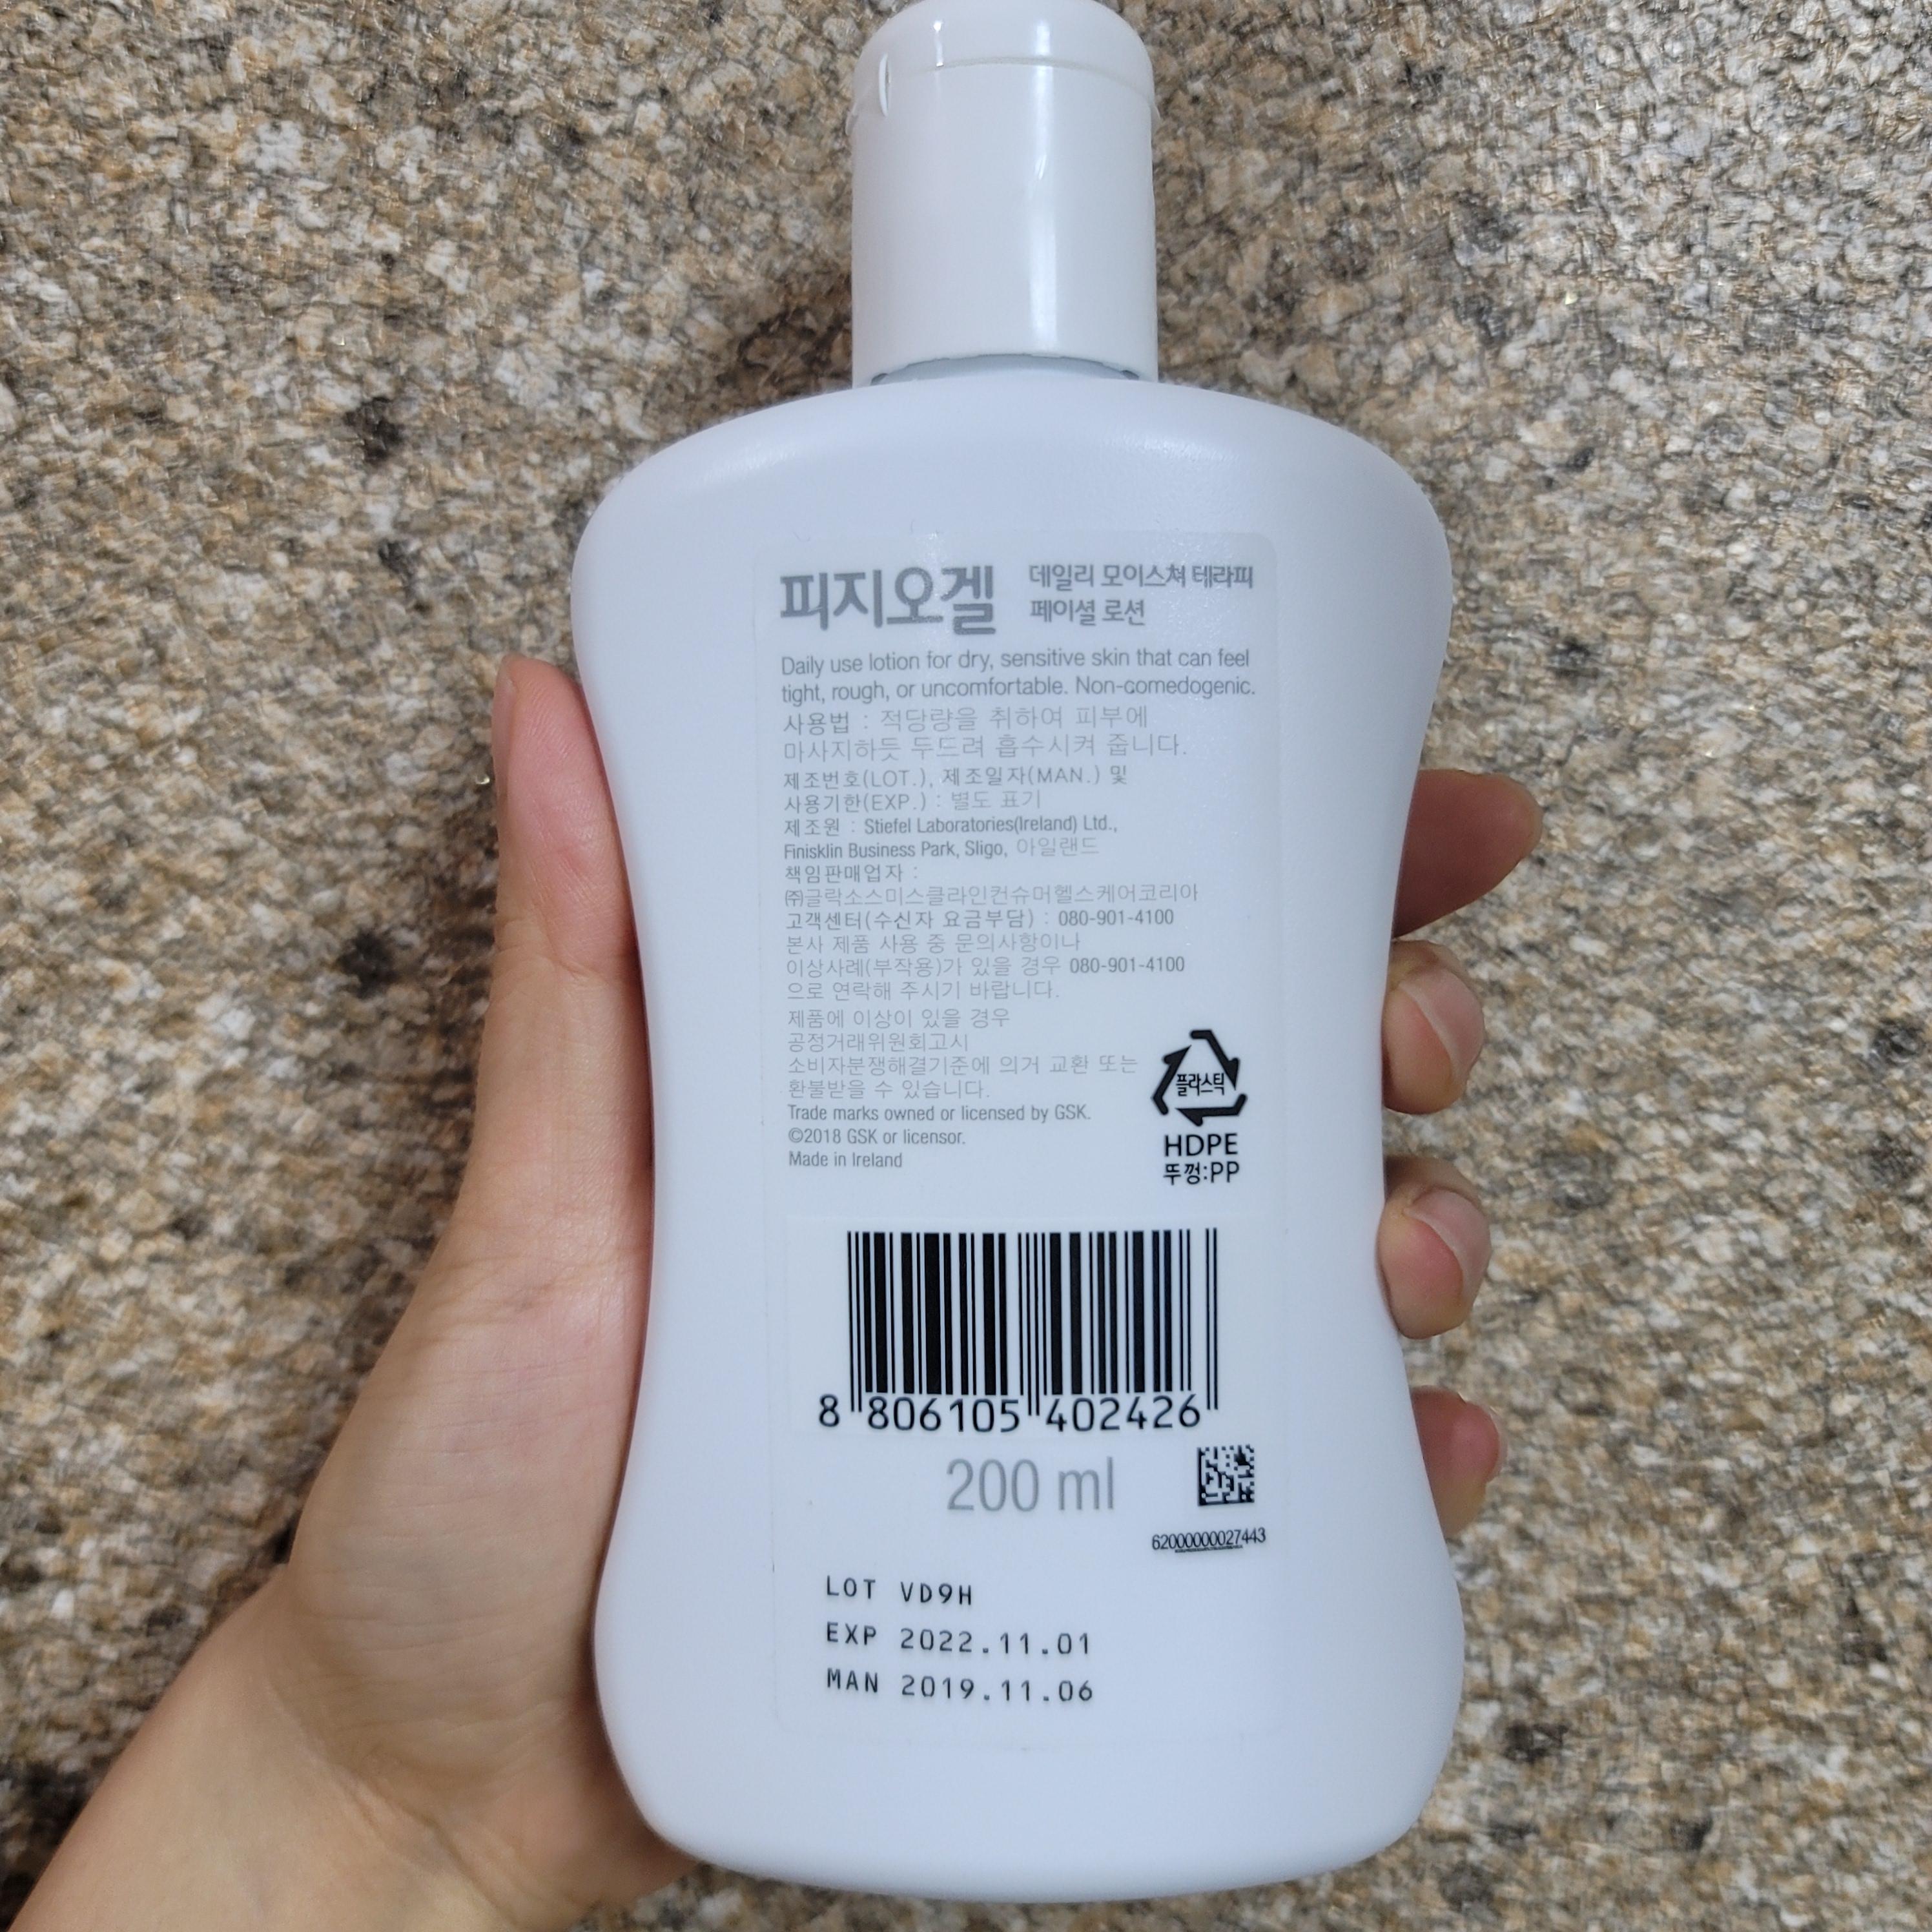 피지오겔
데일리 모이스쳐 테라피
페이셜 로션
Daily use lotion for dry, sensitive skin that can feel
tight, rough, or uncomfortable. Non-comedogenic.
사용법 : 적당량을 취하여 피부에
마사지하듯 두드려 흡수시켜 줍니다.
제조번호(LOT.), 제조일자(MAN.) 및
사용기한(EXP.) : 별도 표기
제조원 : Stiefel Laboratories(Ireland) Ltd.,
Finisklin Business Park, Sligo, 아일랜드
책임판매업자 :
㈜글락소스미스클라인컨슈머헬스케어코리아
고객센터(수신자 요금부담) : 080-901-4100
본사 제품 사용 중 문의사항이나
이상사례(부작용)가 있을 경우 080-901-4100
으로 연락해 주시기 바랍니다.
제품에 이상이 있을 경우
공정거래위원회고시
소비자분쟁해결기준에 의거 교환 또는
환불받을 수 있습니다.
Trade marks owned or licensed by GSK.
©2018 GSK or licensor.
Made in Ireland
플라스틱
HDPE
뚜껑:PP
8 806105 402426
200 ml
62000000027443
LOT VD9H
EXP 2022.11.01
MAN 2019.11.06